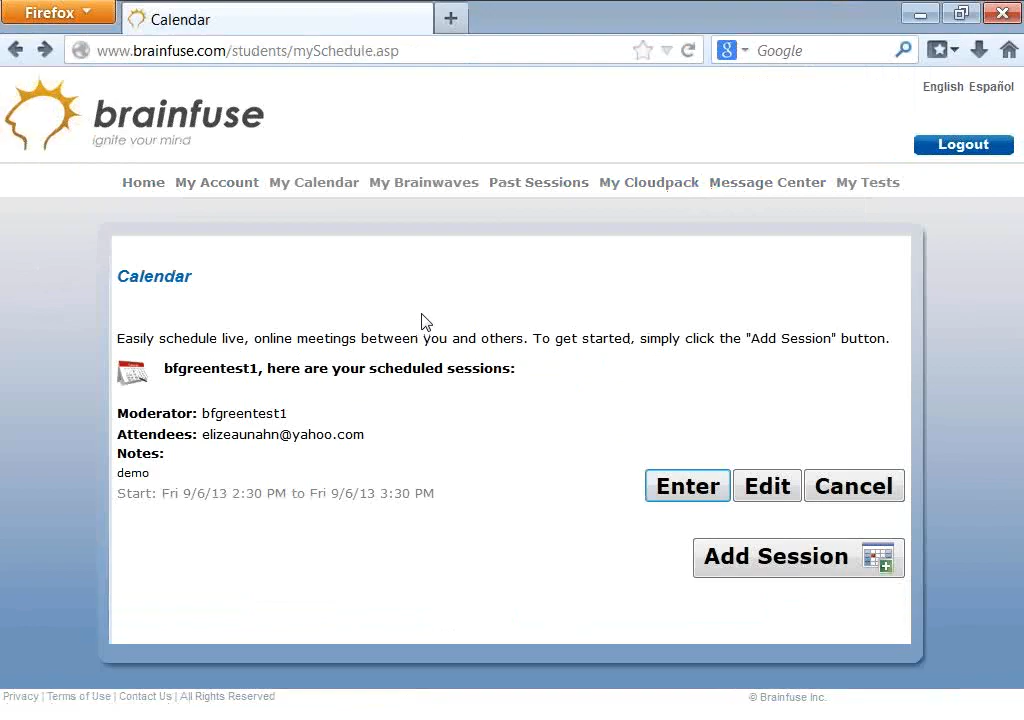 Firefox
Calendar
www.brainfuse.com/students/mySchedule.asp
Google
English Español
brainfuse
ignite your mind
Logout
Home My Account My Calendar My Brainwaves Past Sessions My Cloudpack Message Center My Tests
Calendar
Easily schedule live, online meetings between you and others. To get started, simply click the "Add Session" button.
bfgreentest1, here are your scheduled sessions:
Moderator: bfgreentest1
Attendees: elizeaunahn@yahoo.com
Notes:
demo
Start: Fri 9/6/13 2:30 PM to Fri 9/6/13 3:30 PM
Enter Edit Cancel
Add Session
Privacy | Terms of Use | Contact Us | All Rights Reserved
© Brainfuse Inc.